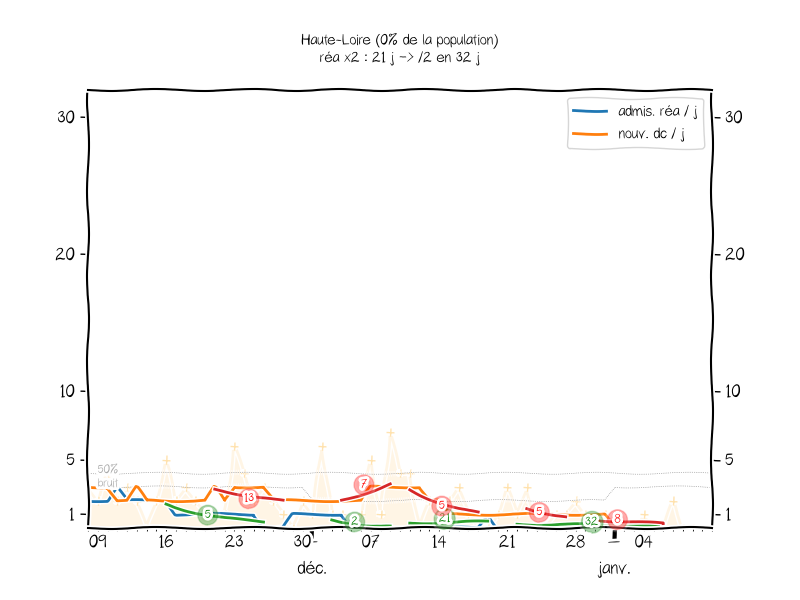 Haute-Loire (0% de la population)
réa x2 : 21 j -> /2 en 32 j
admis. réa / j
nouv. dc / j
30
30
20
20
10
10
5
5
1
1
50%
bruit
13
5
7
2
5
21
5
32
8
09 16 23 30 07 14 21 28 04
déc. janv.